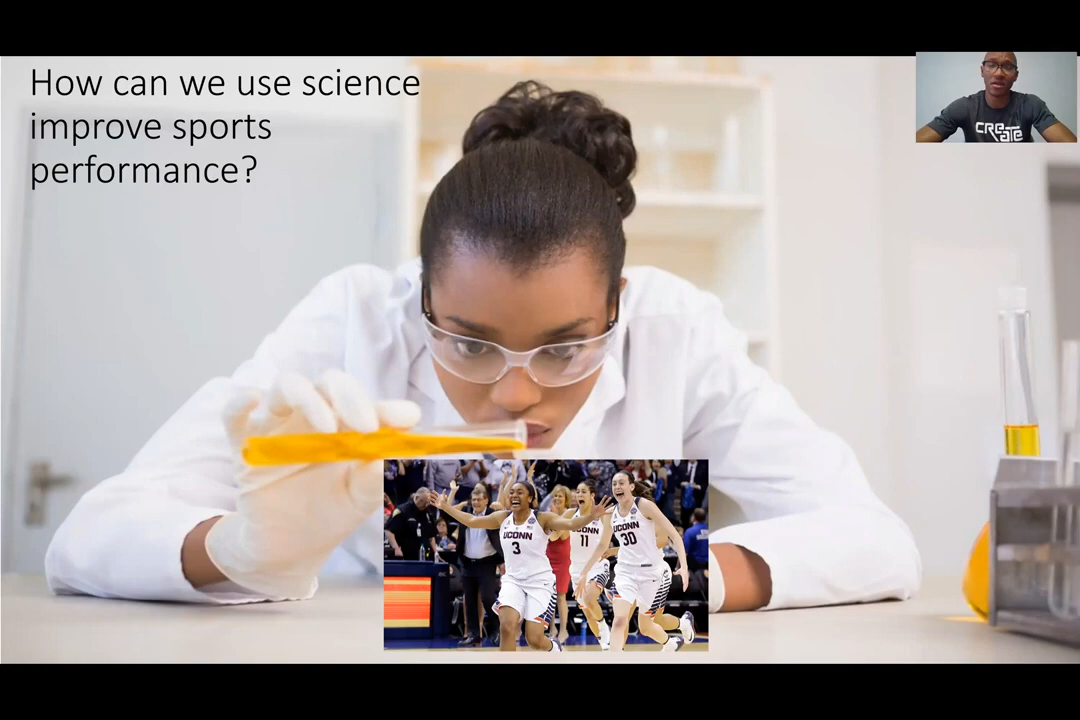 How can we use science
improve sports
performance?
CREATE
UCONN
3
UCONN
11
UCONN
30